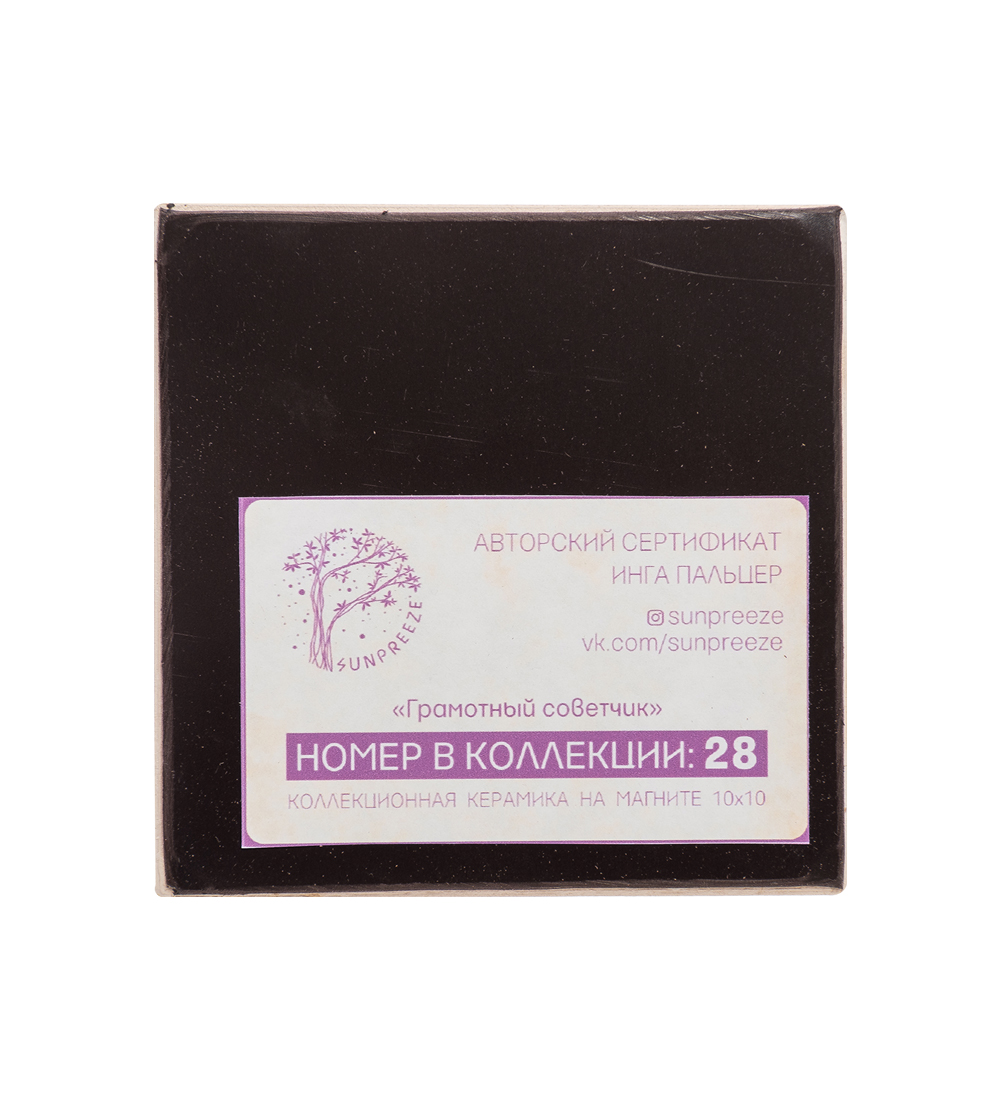 SUNPREEZE
АВТОРСКИЙ СЕРТИФИКАТ
ИНГА ПАЛЬЦЕР
sunpreeze
vk.com/sunpreeze
«Грамотный советчик»
НОМЕР В КОЛЛЕКЦИИ: 28
КОЛЛЕКЦИОННАЯ КЕРАМИКА НА МАГНИТЕ 10х10